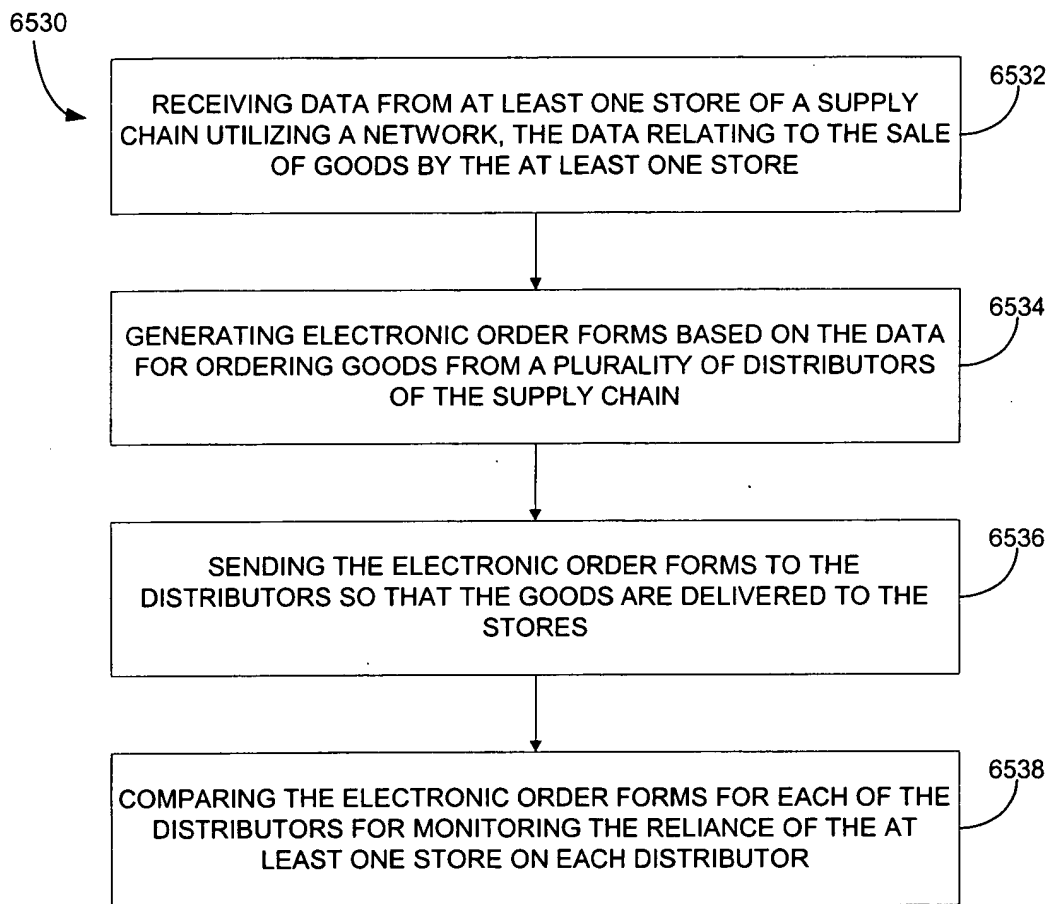 6530
6532
RECEIVING DATA FROM AT LEAST ONE STORE OF A SUPPLY
CHAIN UTILIZING A NETWORK, THE DATA RELATING TO THE SALE
OF GOODS BY THE AT LEAST ONE STORE
6534
GENERATING ELECTRONIC ORDER FORMS BASED ON THE DATA
FOR ORDERING GOODS FROM A PLURALITY OF DISTRIBUTORS
OF THE SUPPLY CHAIN
6536
SENDING THE ELECTRONIC ORDER FORMS TO THE
DISTRIBUTORS SO THAT THE GOODS ARE DELIVERED TO THE
STORES
6538
COMPARING THE ELECTRONIC ORDER FORMS FOR EACH OF THE
DISTRIBUTORS FOR MONITORING THE RELIANCE OF THE AT
LEAST ONE STORE ON EACH DISTRIBUTOR